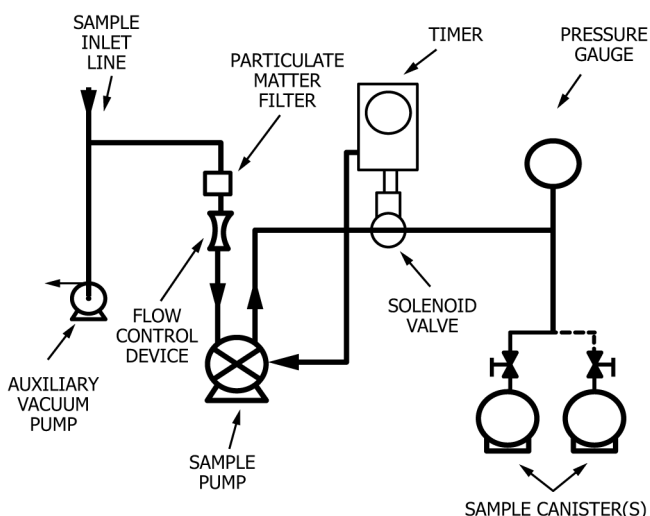 SAMPLE
INLET
LINE
PARTICULATE
MATTER
FILTER
TIMER
PRESSURE
GAUGE
FLOW
CONTROL
DEVICE
SOLENOID
VALVE
AUXILIARY
VACUUM
PUMP
SAMPLE
PUMP
SAMPLE CANISTER(S)